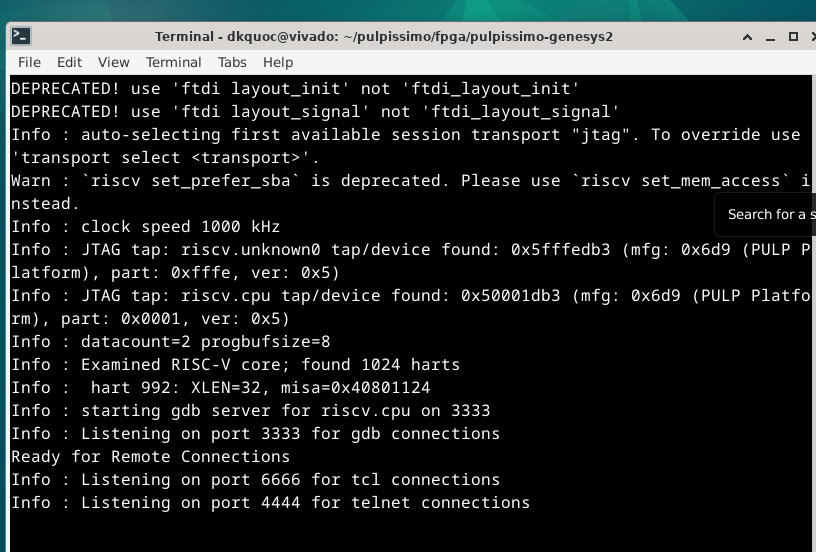 Terminal - dkquoc@vivado: ~/pulpissimo/fpga/pulpissimo-genesys2
File Edit View Terminal Tabs Help
DEPRECATED! use 'ftdi layout_init' not 'ftdi_layout_init'
DEPRECATED! use 'ftdi layout_signal' not 'ftdi_layout_signal'
Info : auto-selecting first available session transport "jtag". To override use
'transport select <transport>'.
Warn : `riscv set_prefer_sba` is deprecated. Please use `riscv set_mem_access` i
nstead.
Search for a s
Info : clock speed 1000 kHz
Info : JTAG tap: riscv.unknown0 tap/device found: 0x5fffedb3 (mfg: 0x6d9 (PULP P
latform), part: 0xfffe, ver: 0x5)
Info : JTAG tap: riscv.cpu tap/device found: 0x50001db3 (mfg: 0x6d9 (PULP Platfo
rm), part: 0x0001, ver: 0x5)
Info : datacount=2 progbufsize=8
Info : Examined RISC-V core; found 1024 harts
Info :  hart 992: XLEN=32, misa=0x40801124
Info : starting gdb server for riscv.cpu on 3333
Info : Listening on port 3333 for gdb connections
Ready for Remote Connections
Info : Listening on port 6666 for tcl connections
Info : Listening on port 4444 for telnet connections